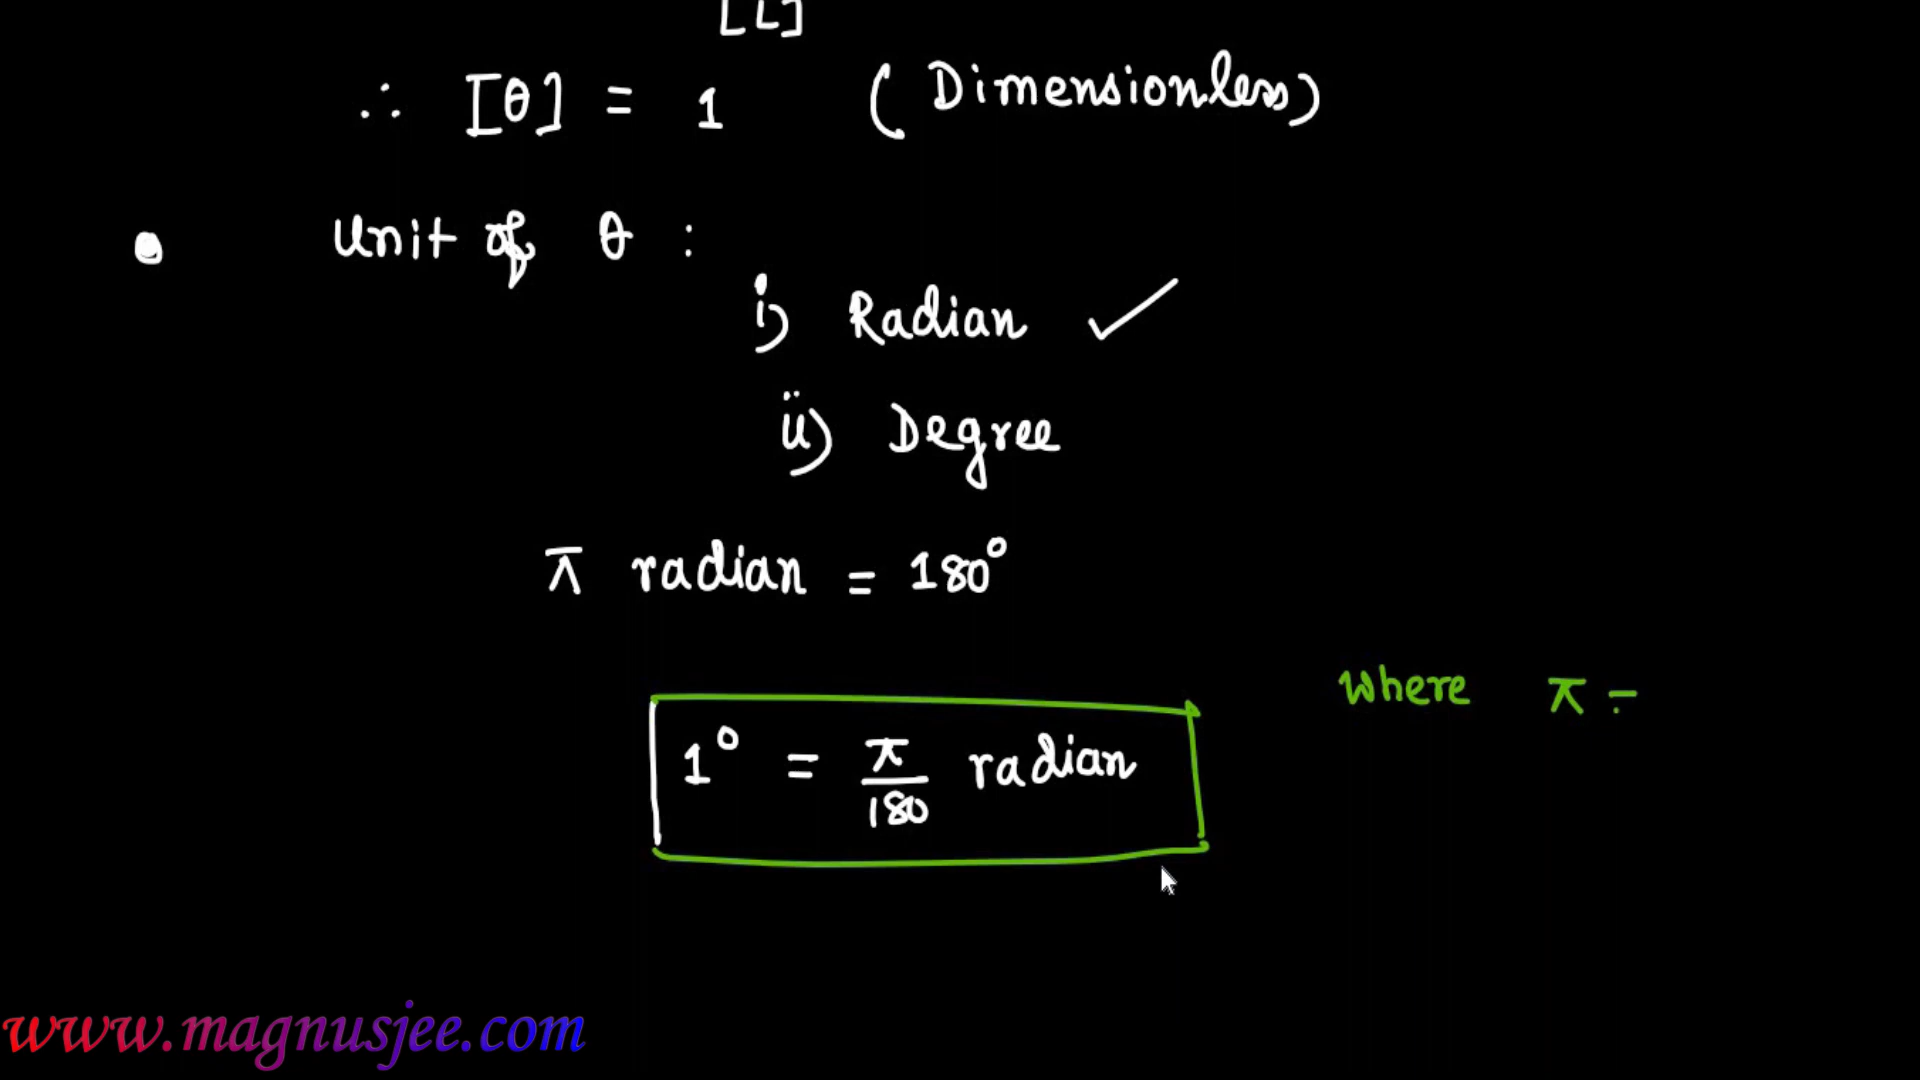 [L]
∴ [θ] = 1 (Dimensionless)
• Unit of θ :
i) Radian ✓
ii) Degree
π radian = 180°
Where π =
1° = π/180 radian
www.magnusjee.com